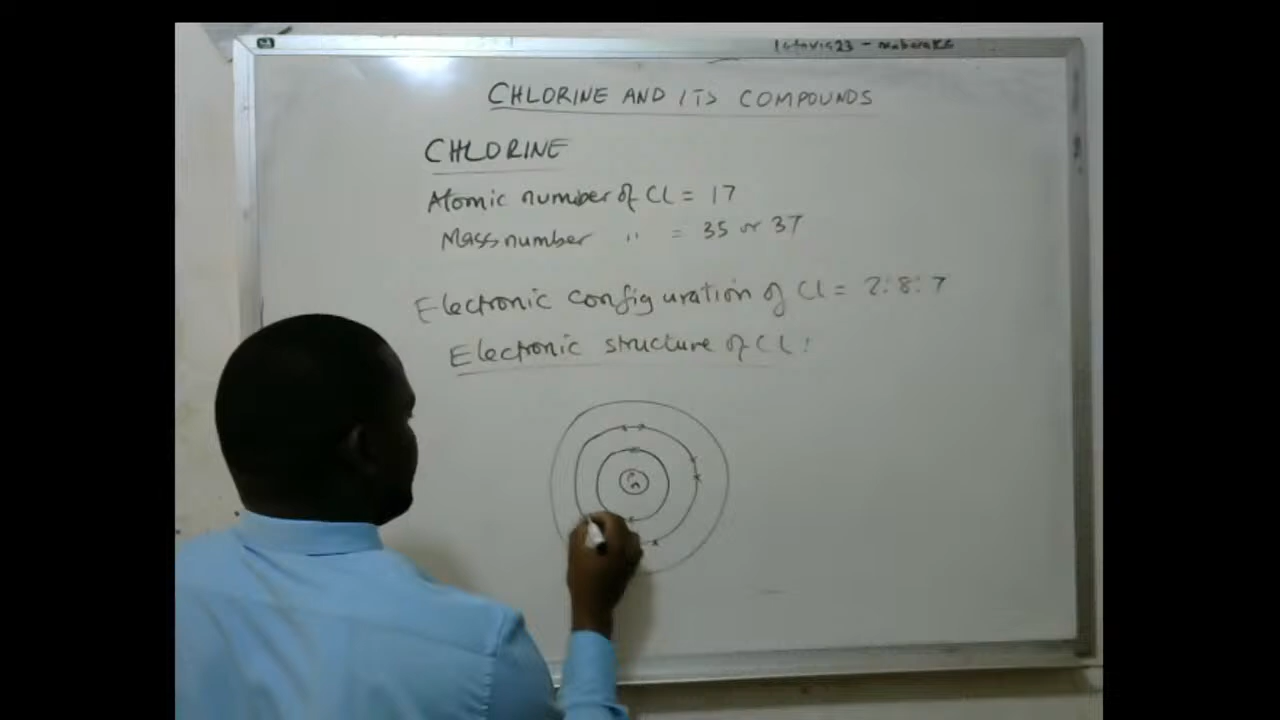 CHLORINE AND ITS COMPOUNDS
CHLORINE
Atomic number of Cl = 17
Mass number " = 35 or 37
Electronic configuration of Cl = 2:8:7
Electronic structure of Cl: